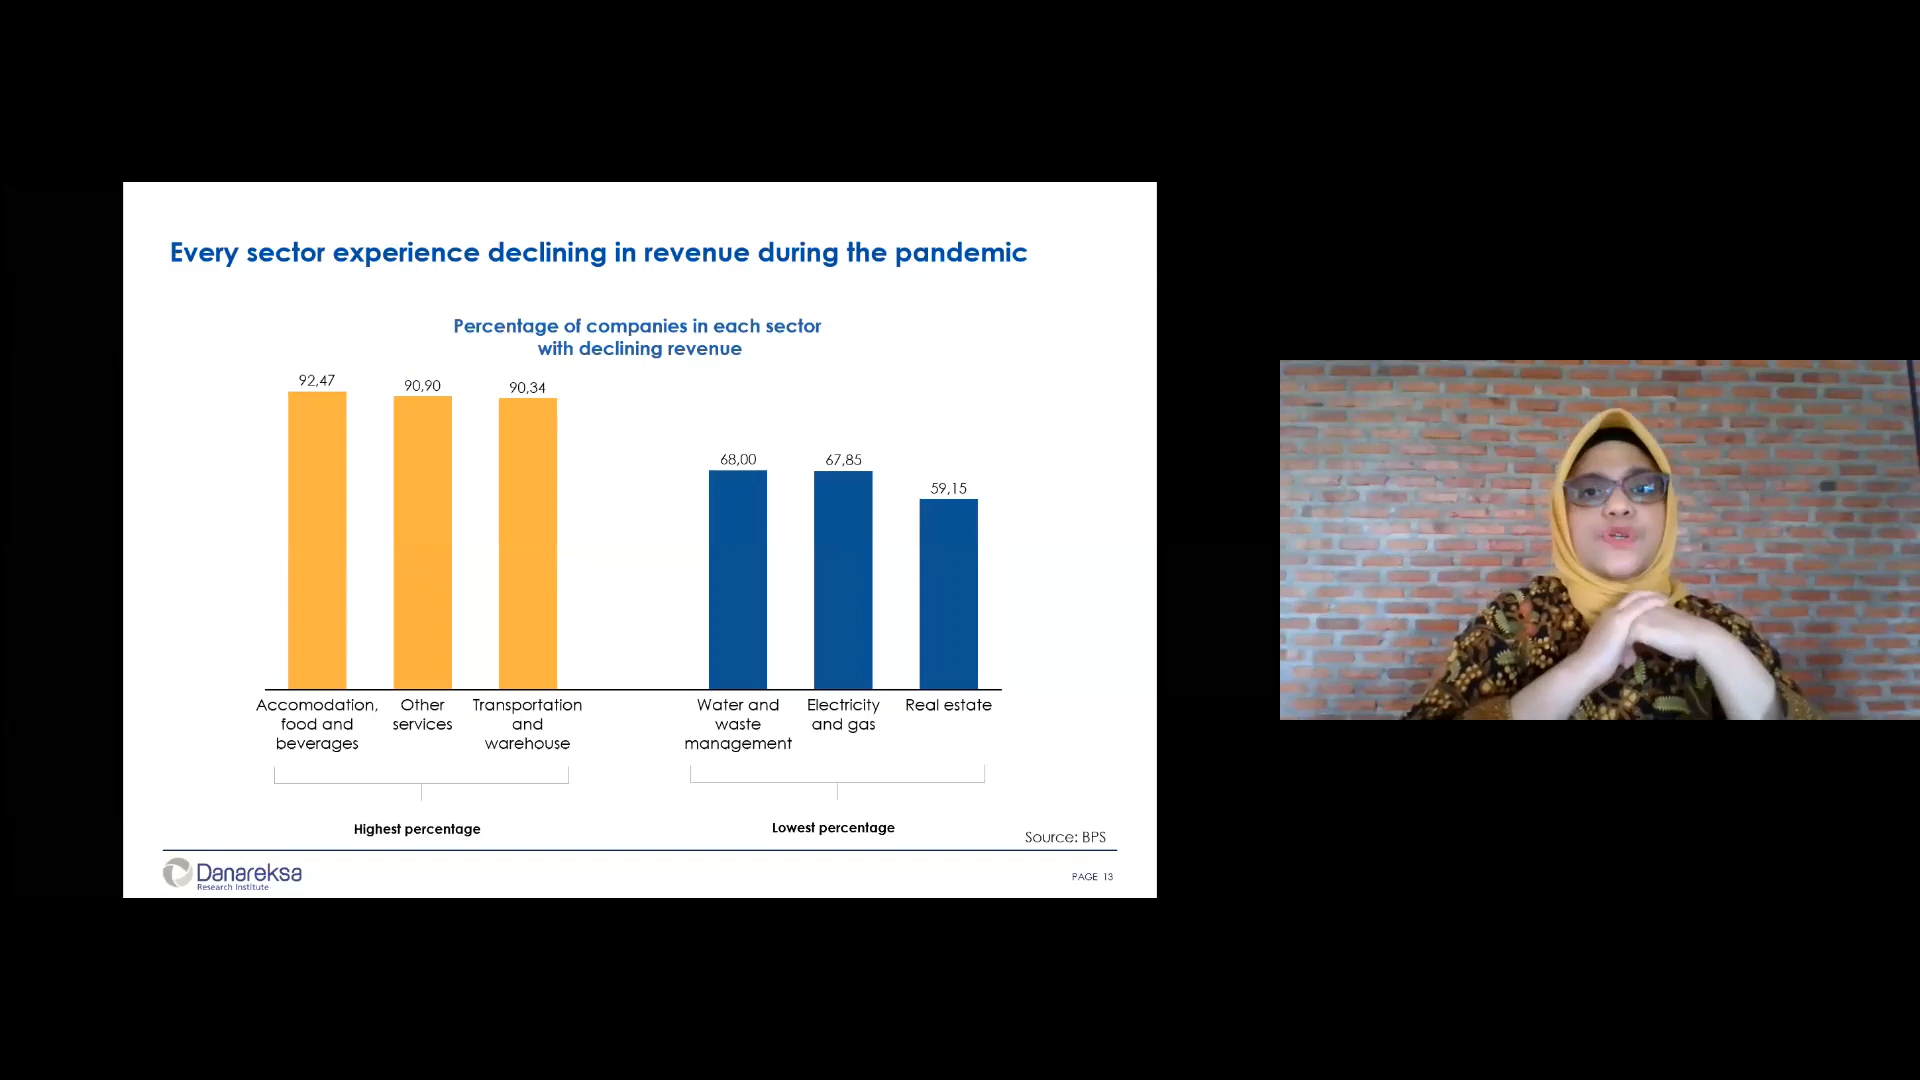 Every sector experience declining in revenue during the pandemic
Percentage of companies in each sector
with declining revenue
92,47
90,90
90,34
68,00
67,85
59,15
Accomodation,
food and
beverages
Other
services
Transportation
and
warehouse
Water and
waste
management
Electricity
and gas
Real estate
Highest percentage
Lowest percentage
Source: BPS
Danareksa
Research Institute
PAGE 13